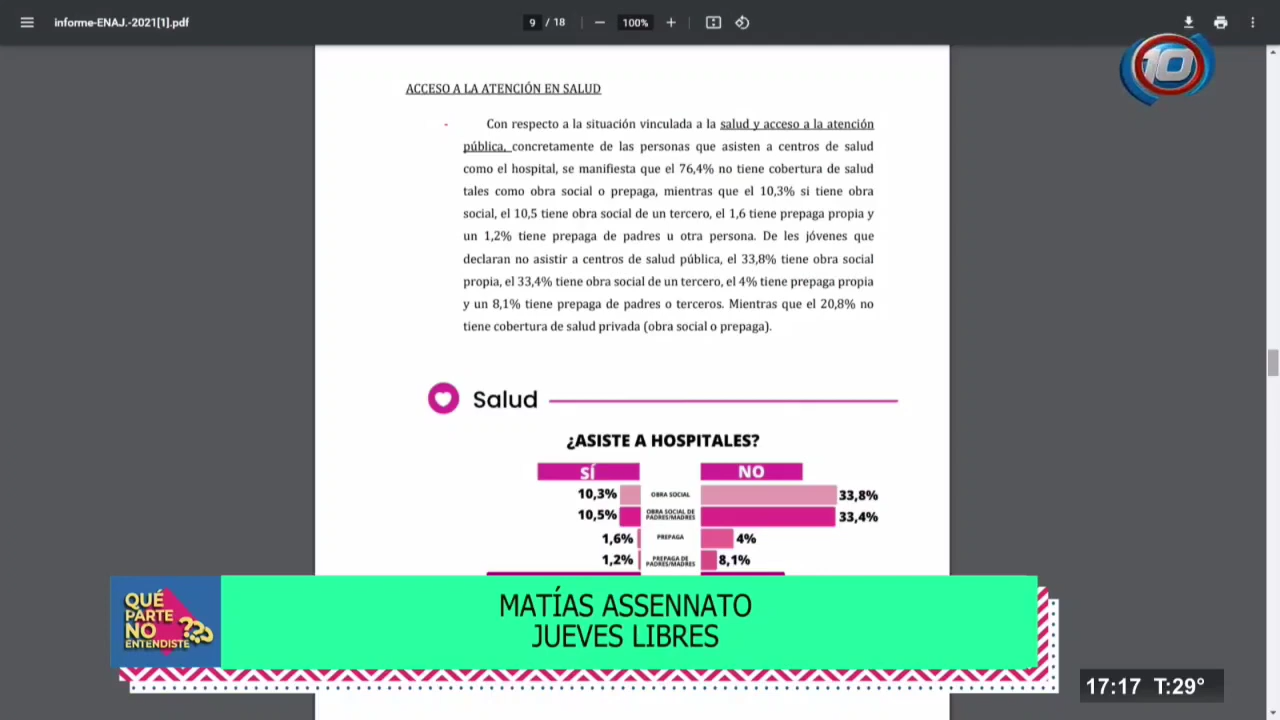 informe-ENAJ.-2021[1].pdf
9 / 18
100%
10
ACCESO A LA ATENCIÓN EN SALUD
- Con respecto a la situación vinculada a la salud y acceso a la atención
pública, concretamente de las personas que asisten a centros de salud
como el hospital, se manifiesta que el 76,4% no tiene cobertura de salud
tales como obra social o prepaga, mientras que el 10,3% si tiene obra
social, el 10,5 tiene obra social de un tercero, el 1,6 tiene prepaga propia y
un 1,2% tiene prepaga de padres u otra persona. De les jóvenes que
declaran no asistir a centros de salud pública, el 33,8% tiene obra social
propia, el 33,4% tiene obra social de un tercero, el 4% tiene prepaga propia
y un 8,1% tiene prepaga de padres o terceros. Mientras que el 20,8% no
tiene cobertura de salud privada (obra social o prepaga).
Salud
¿ASISTE A HOSPITALES?
SÍ NO
10,3% OBRA SOCIAL 33,8%
10,5% OBRA SOCIAL DE PADRES/MADRES 33,4%
1,6% PREPAGA 4%
1,2% PREPAGA DE PADRES/MADRES 8,1%
QUÉ
PARTE
NO
ENTENDISTE
???
MATÍAS ASSENNATO
JUEVES LIBRES
17:17 T:29°